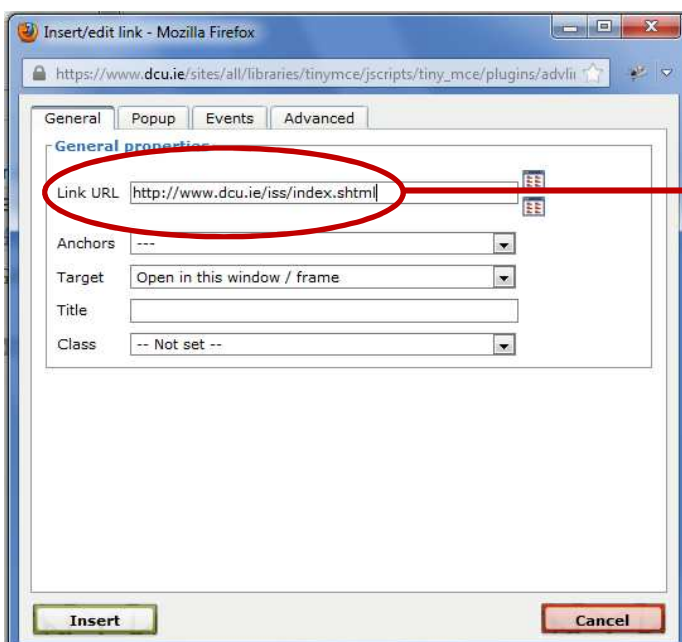 Insert/edit link - Mozilla Firefox
https://www.dcu.ie/sites/all/libraries/tinymce/jscripts/tiny_mce/plugins/advlin
General Popup Events Advanced
General properties
Link URL http://www.dcu.ie/iss/index.shtml
Anchors ---
Target Open in this window / frame
Title
Class -- Not set --
Insert Cancel